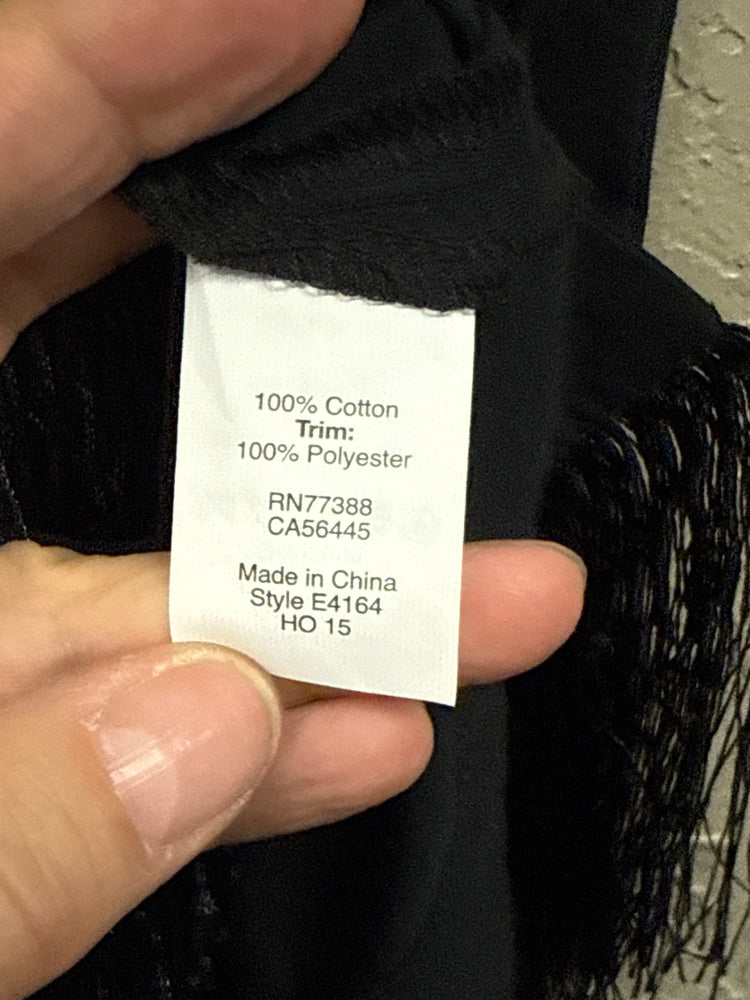 100% Cotton
Trim:
100% Polyester
RN77388
CA56445
Made in China
Style E4164
HO 15